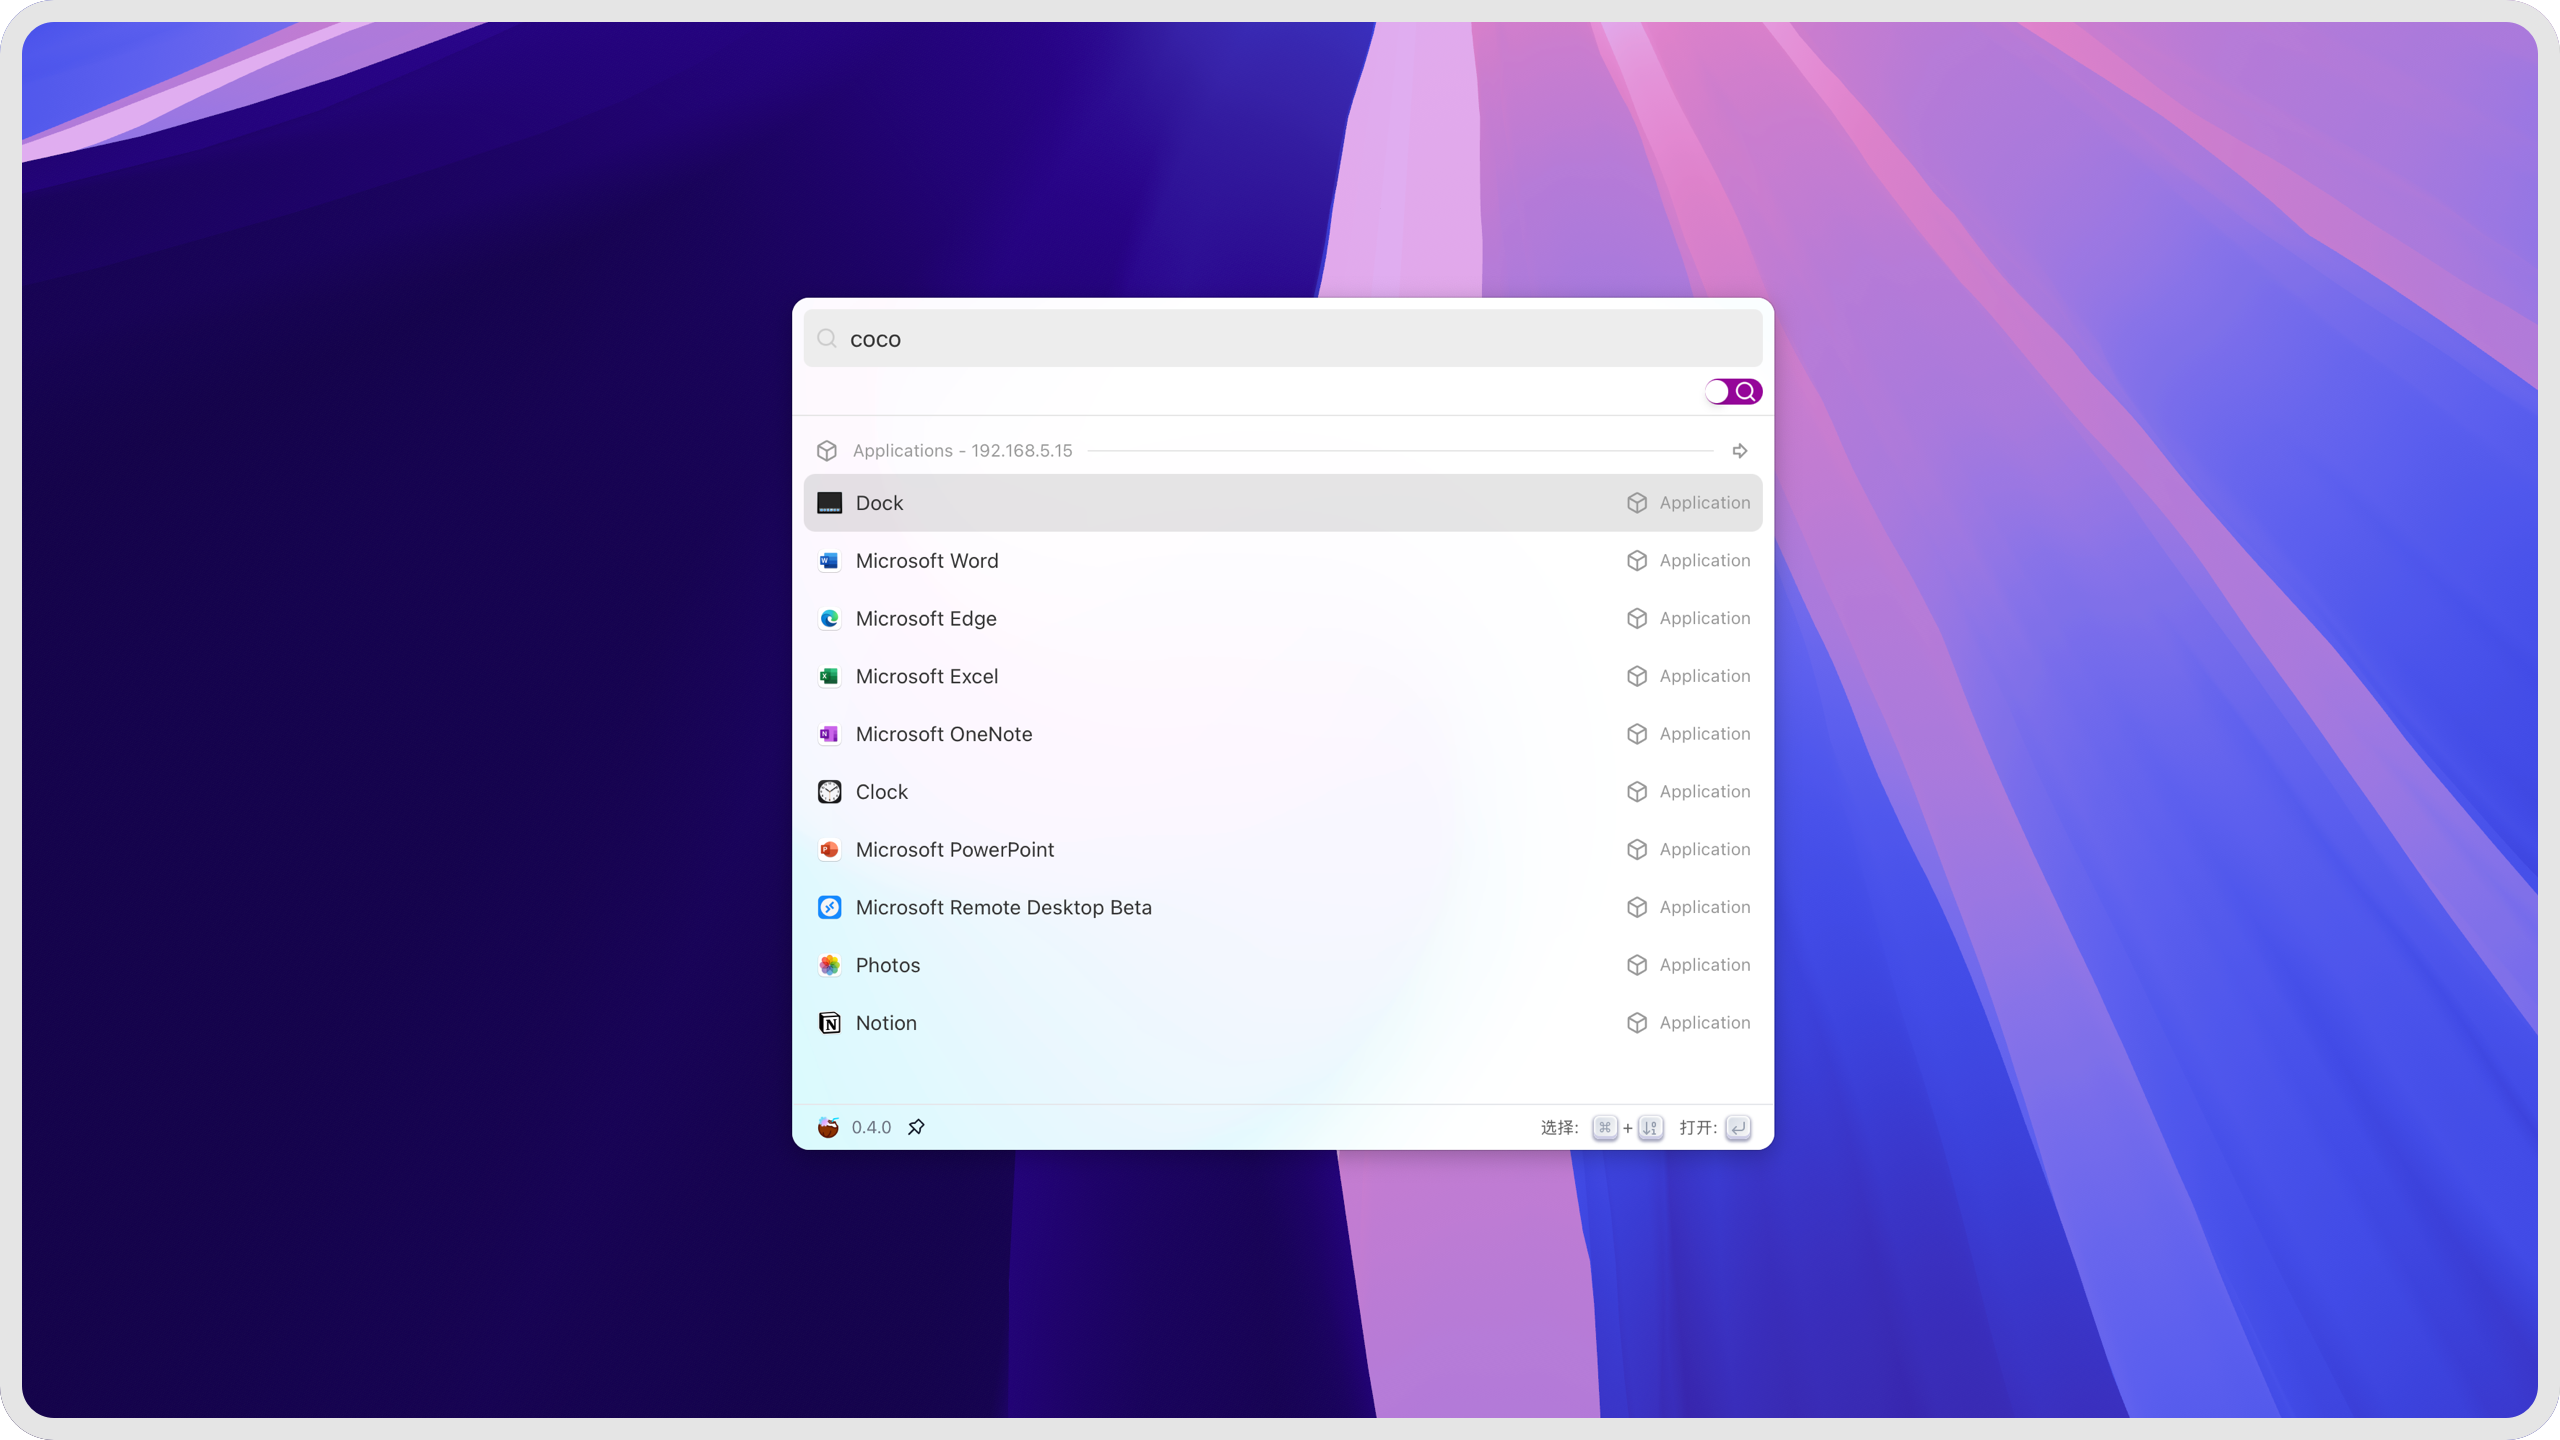 coco
Applications - 192.168.5.15
Dock Application
Microsoft Word Application
Microsoft Edge Application
Microsoft Excel Application
Microsoft OneNote Application
Clock Application
Microsoft PowerPoint Application
Microsoft Remote Desktop Beta Application
Photos Application
Notion Application
0.4.0 选择: ⌘ + 打开: